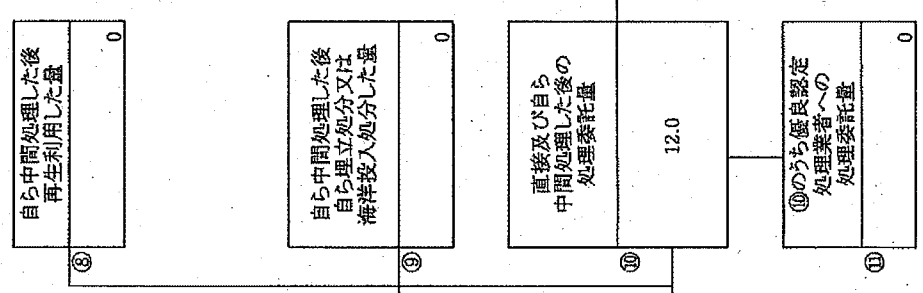 ⑧
自ら中間処理した後
再生利用した量
0
⑨
自ら中間処理した後
自ら埋立処分又は
海洋投入処分した量
0
⑩
直接及び自ら
中間処理した後の
処理委託量
12.0
⑪
⑩のうち優良認定
処理業者への
処理委託量
0